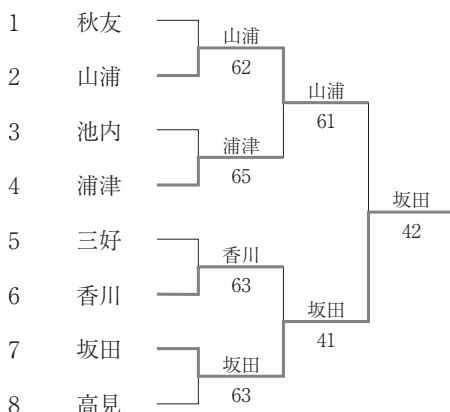 1 秋友
山浦
62
2 山浦
山浦
61
3 池内
浦津
65
4 浦津
坂田
42
5 三好
香川
63
6 香川
坂田
41
7 坂田
坂田
63
8 高見